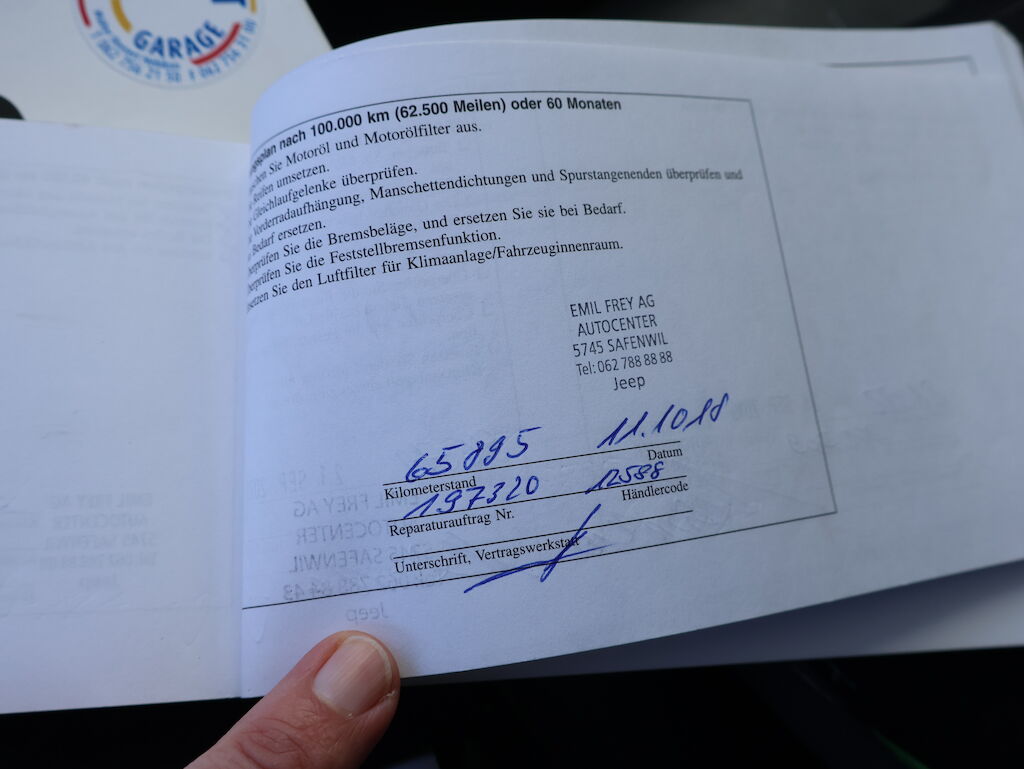 GARAGE
nach 100.000 km (62.500 Meilen) oder 60 Monaten
Sie Motoröl und Motorölfilter aus.
Reifen umsetzen.
Gleichlaufgelenke überprüfen.
Vorderradaufhängung, Manschettendichtungen und Spurstangenenden überprüfen und
Bedarf ersetzen.
Sie die Bremsbeläge, und ersetzen Sie sie bei Bedarf.
Sie die Feststellbremsenfunktion.
Sie den Luftfilter für Klimaanlage/Fahrzeuginnenraum.
EMIL FREY AG
AUTOCENTER
5745 SAFENWIL
Tel: 062 788 88 88
Jeep
65895 11.10.18
Kilometerstand Datum
197320 12588
Reparaturauftrag Nr. Händlercode
Unterschrift, Vertragswerkstatt